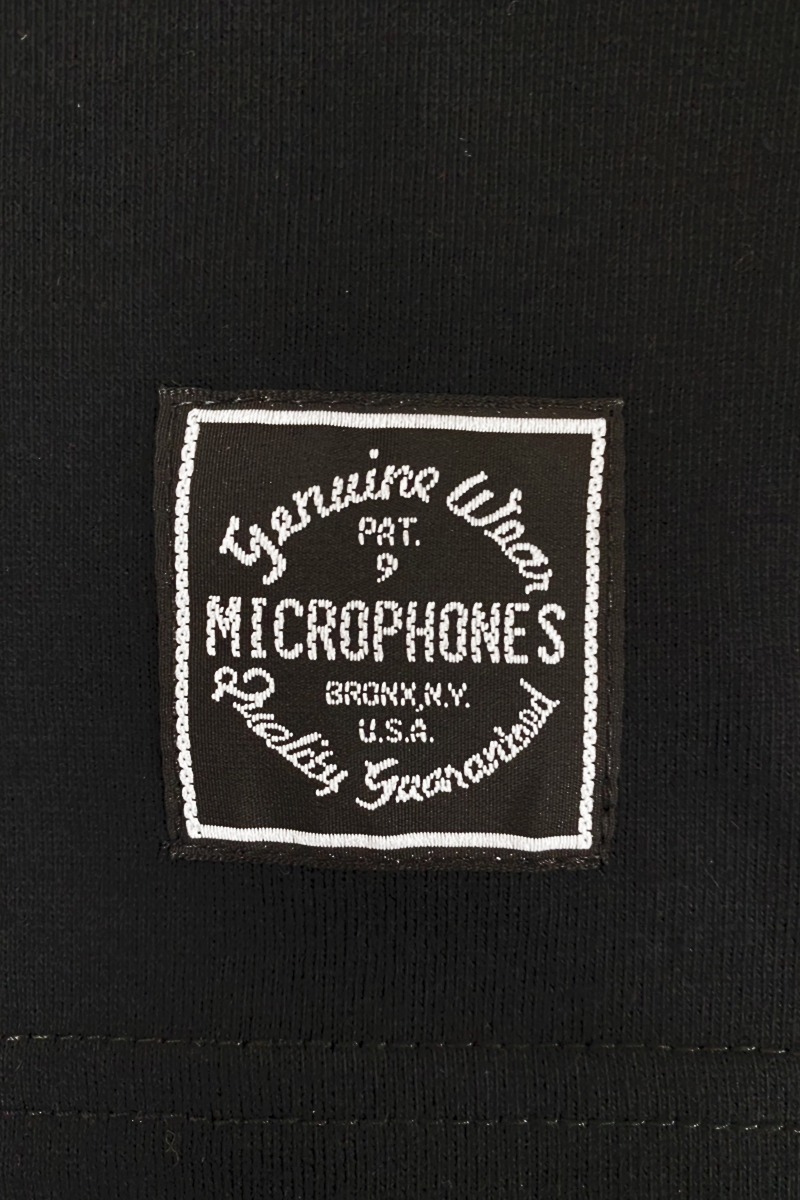 Genuine Wear
PAT.
9
MICROPHONES
BRONX,N.Y.
U.S.A.
Quality Guaranteed